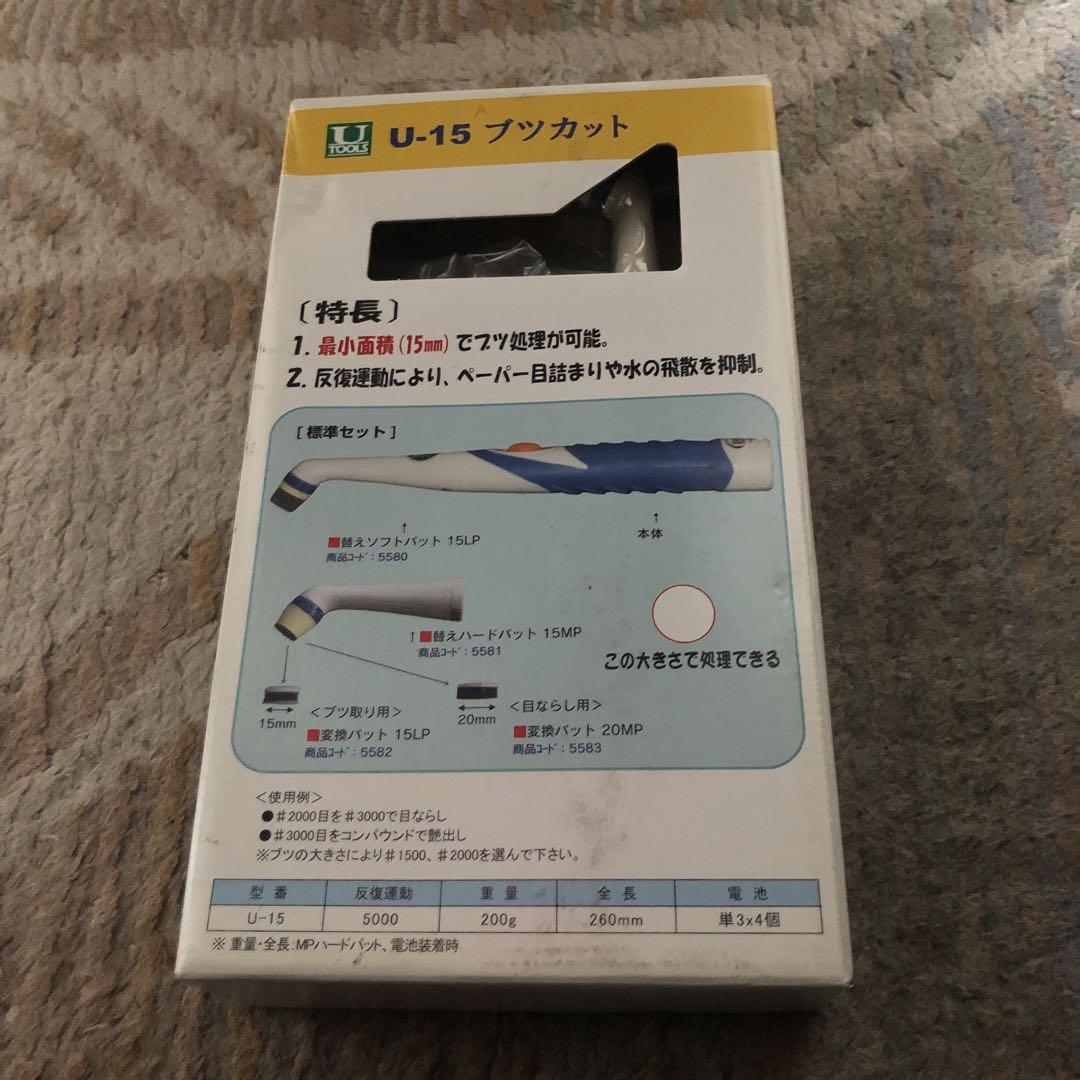 U
TOOLS
U-15 ブツカット
〔特長〕
1. 最小面積(15mm)でブツ処理が可能。
2. 反復運動により、ペーパー目詰まりや水の飛散を抑制。
[標準セット]
↑
■替えソフトパット 15LP
商品コード:5580
↑
本体
↑■替えハードパット 15MP
商品コード:5581
この大きさで処理できる
15mm
<ブツ取り用>
■変換パット 15LP
商品コード:5582
20mm
<目ならし用>
■変換パット 20MP
商品コード:5583
<使用例>
●#2000目を#3000で目ならし
●#3000目をコンパウンドで艶出し
※ブツの大きさにより#1500、#2000を選んで下さい。
型番 反復運動 重量 全長 電池
U-15 5000 200g 260mm 単3x4個
※ 重量・全長:MPハードパット、電池装着時